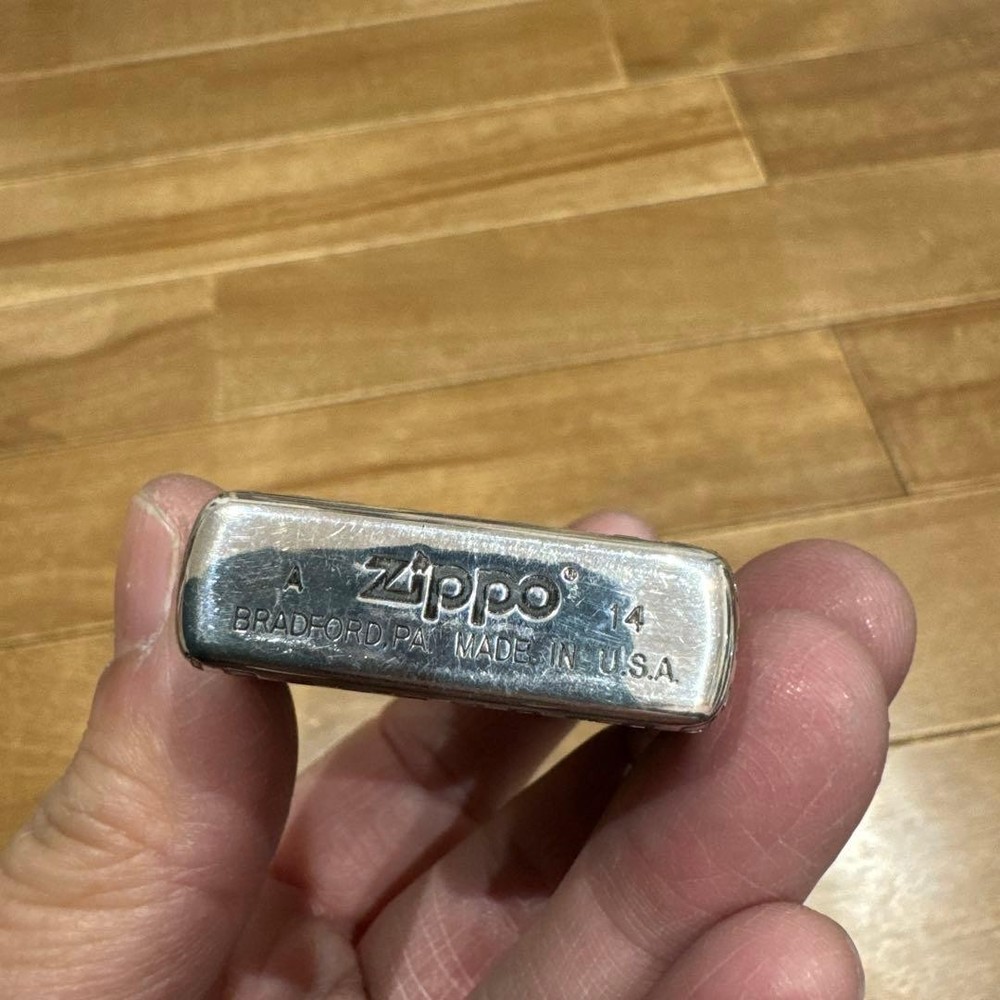 Zippo®
A 14
BRADFORD, PA. MADE IN U.S.A.